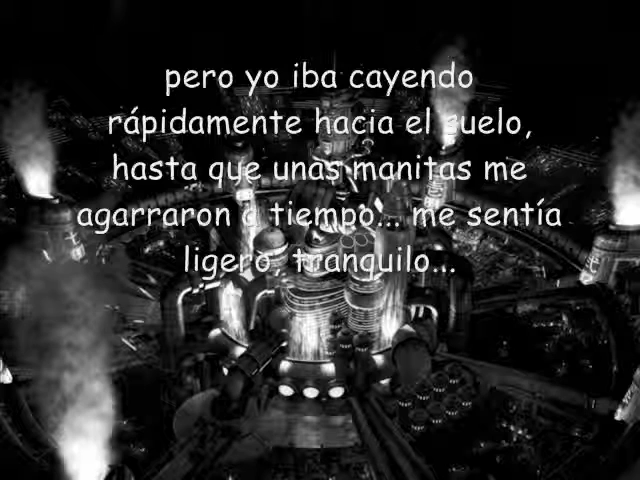 pero yo iba cayendo
rápidamente hacia el suelo,
hasta que unas manitas me
agarraron a tiempo... me sentía
ligero, tranquilo...